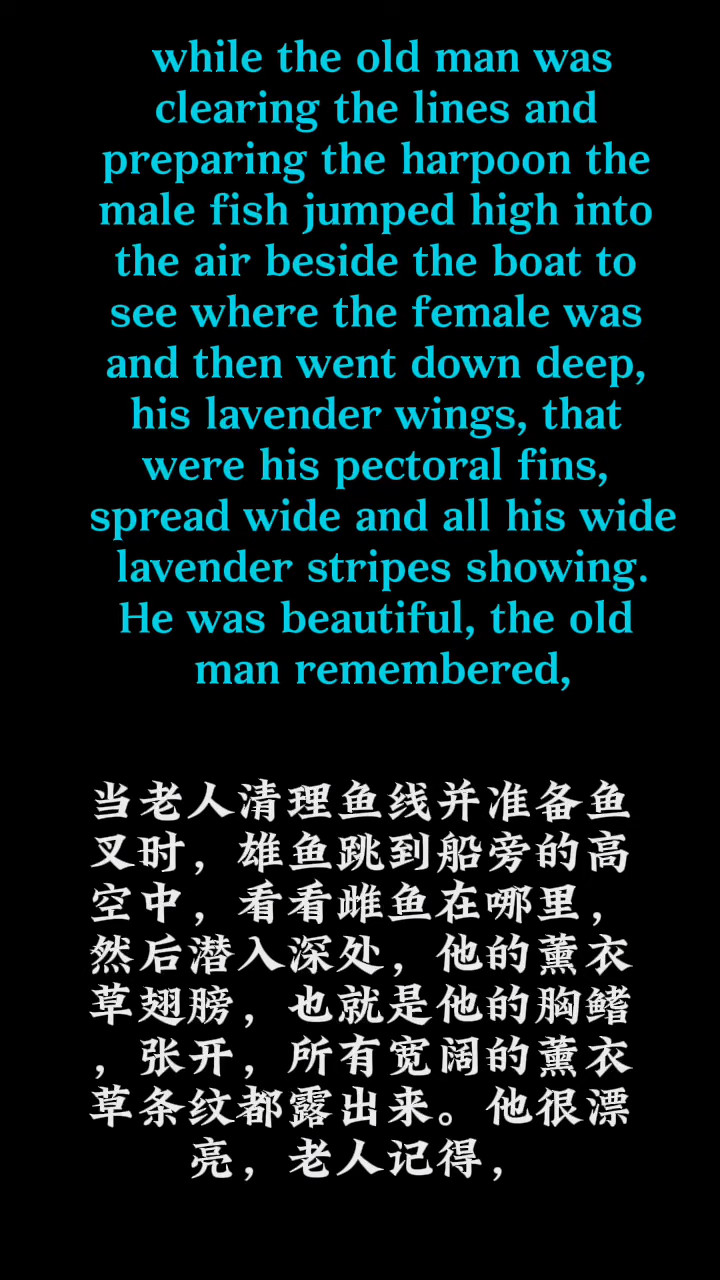 while the old man was
clearing the lines and
preparing the harpoon the
male fish jumped high into
the air beside the boat to
see where the female was
and then went down deep,
his lavender wings, that
were his pectoral fins,
spread wide and all his wide
lavender stripes showing.
He was beautiful, the old
man remembered,
当老人清理鱼线并准备鱼
叉时，雄鱼跳到船旁的高
空中，看看雌鱼在哪里，
然后潜入深处，他的薰衣
草翅膀，也就是他的胸鳍
，张开，所有宽阔的薰衣
草条纹都露出来。他很漂
亮，老人记得，